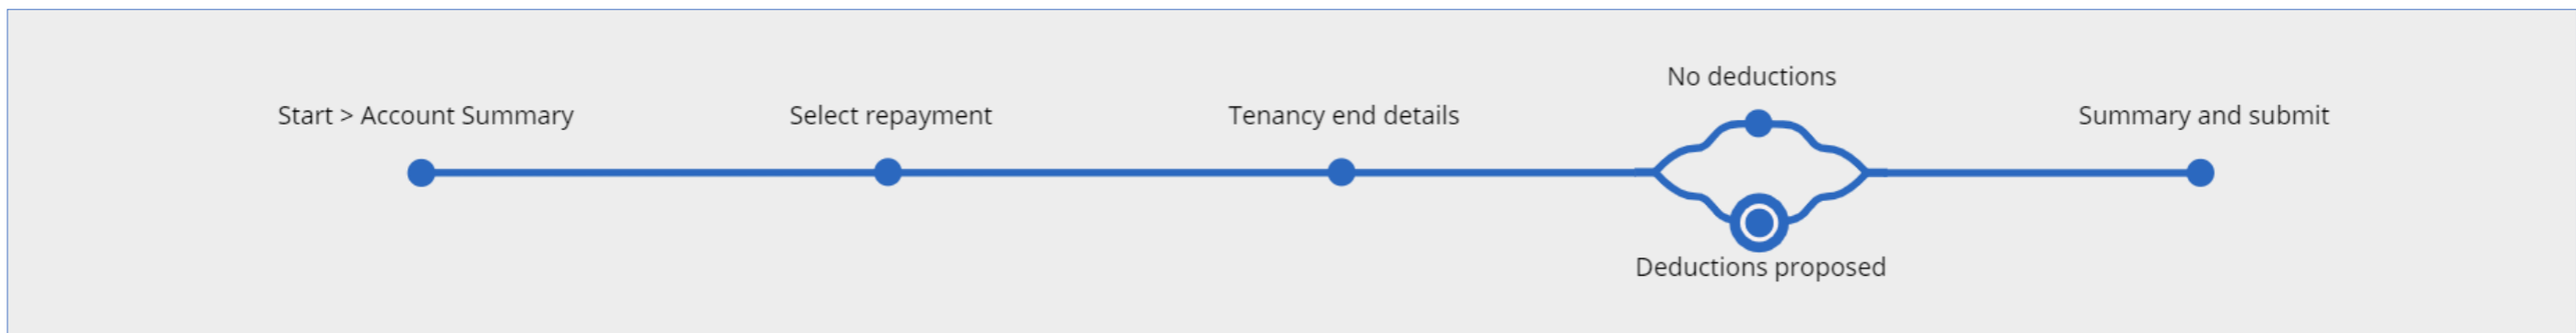 Start > Account Summary
Select repayment
Tenancy end details
No deductions
Deductions proposed
Summary and submit